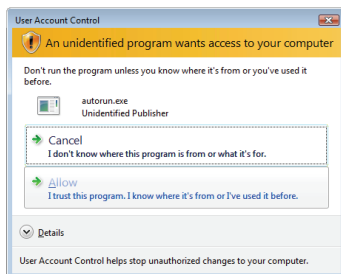 User Account Control
An unidentified program wants access to your computer
Don't run the program unless you know where it's from or you've used it
before.
autorun.exe
Unidentified Publisher
Cancel
I don't know where this program is from or what it's for.
Allow
I trust this program. I know where it's from or I've used it before.
Details
User Account Control helps stop unauthorized changes to your computer.